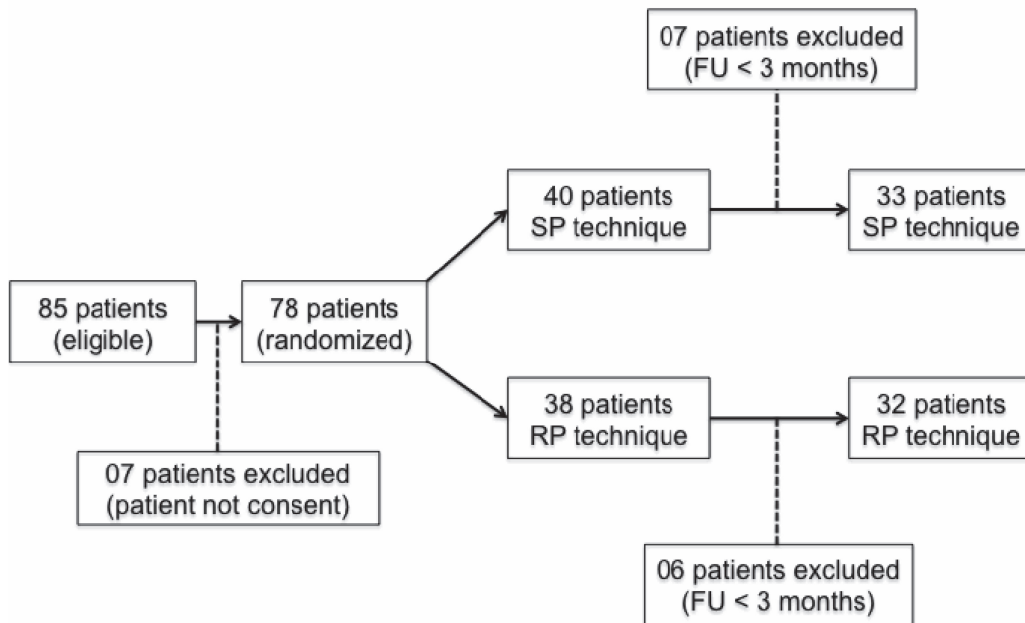 07 patients excluded
(FU < 3 months)
40 patients
SP technique
33 patients
SP technique
85 patients
(eligible)
78 patients
(randomized)
38 patients
RP technique
32 patients
RP technique
07 patients excluded
(patient not consent)
06 patients excluded
(FU < 3 months)